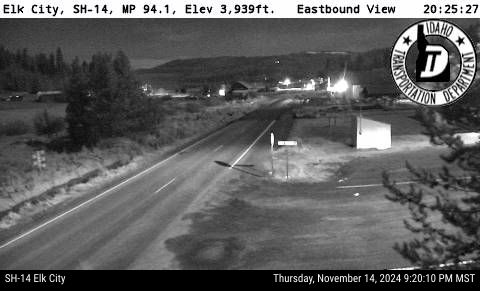 Elk City, SH-14, MP 94.1, Elev 3,939ft. Eastbound View 20:25:27
IDAHO
TRANSPORTATION DEPARTMENT
SH-14 Elk City Thursday, November 14, 2024 9:20:10 PM MST